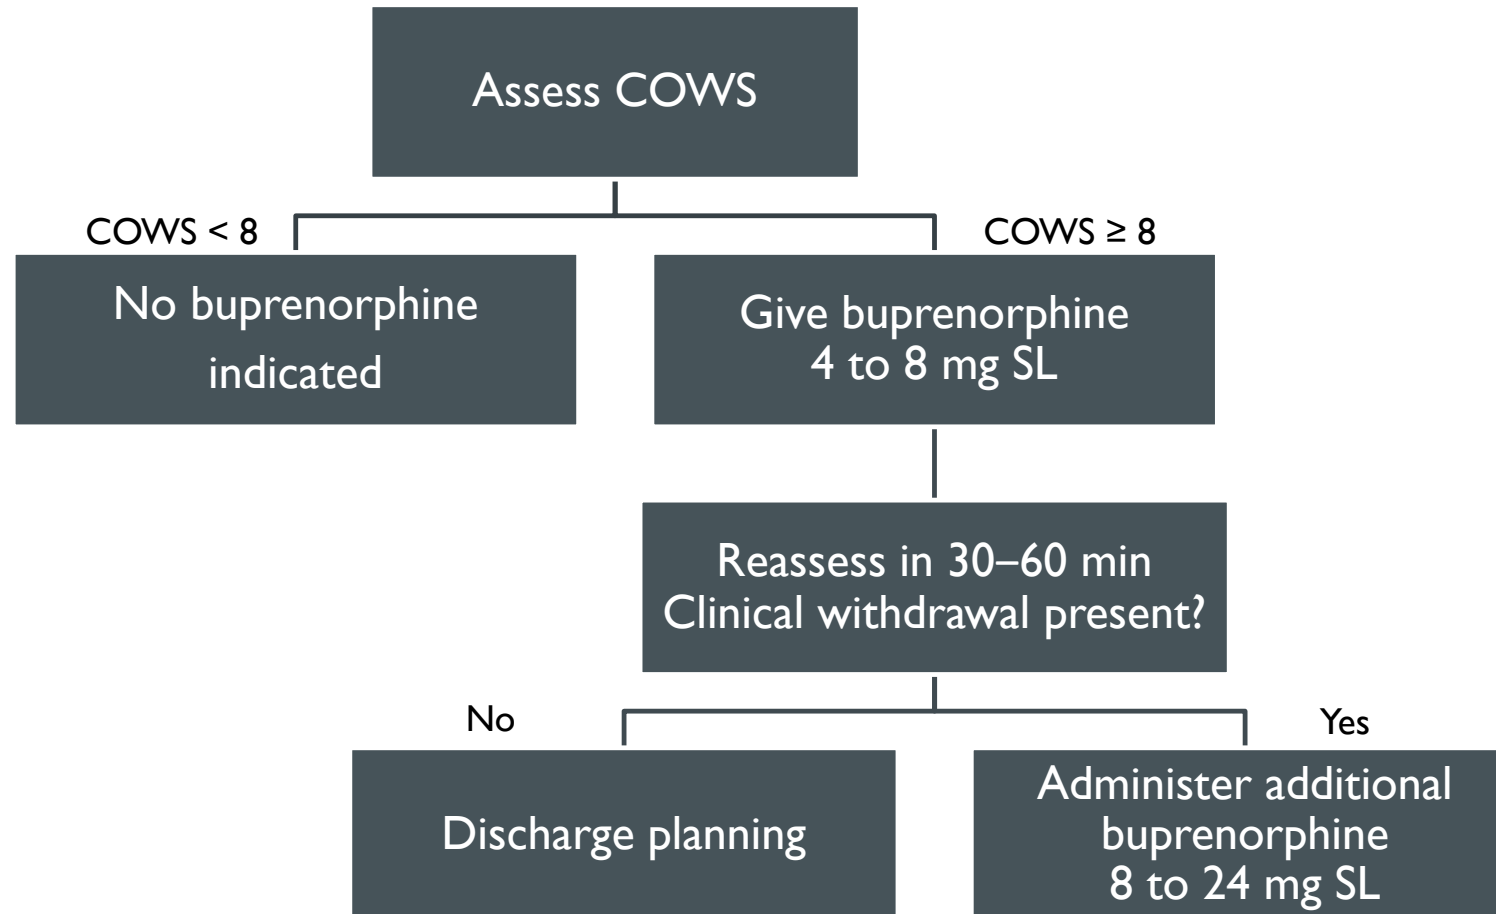 Assess COWS
COWS < 8
COWS ≥ 8
No buprenorphine
indicated
Give buprenorphine
4 to 8 mg SL
Reassess in 30–60 min
Clinical withdrawal present?
No
Yes
Discharge planning
Administer additional
buprenorphine
8 to 24 mg SL